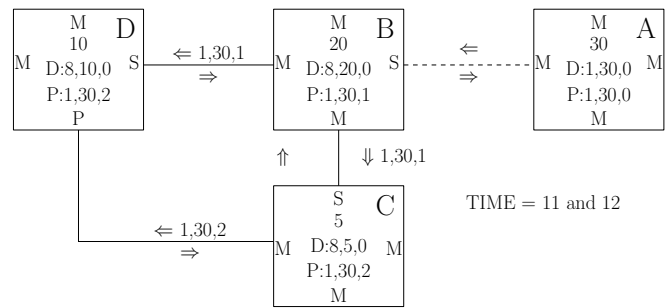 M
D
10
M
D:8,10,0
S
P:1,30,2
P
⇐ 1,30,1
⇒
M
B
20
M
D:8,20,0
S
P:1,30,1
M
⇐
⇒
M
A
30
M
D:1,30,0
M
P:1,30,0
M
⇑
⇓ 1,30,1
S
C
5
M
D:8,5,0
M
P:1,30,2
M
⇐ 1,30,2
⇒
TIME = 11 and 12